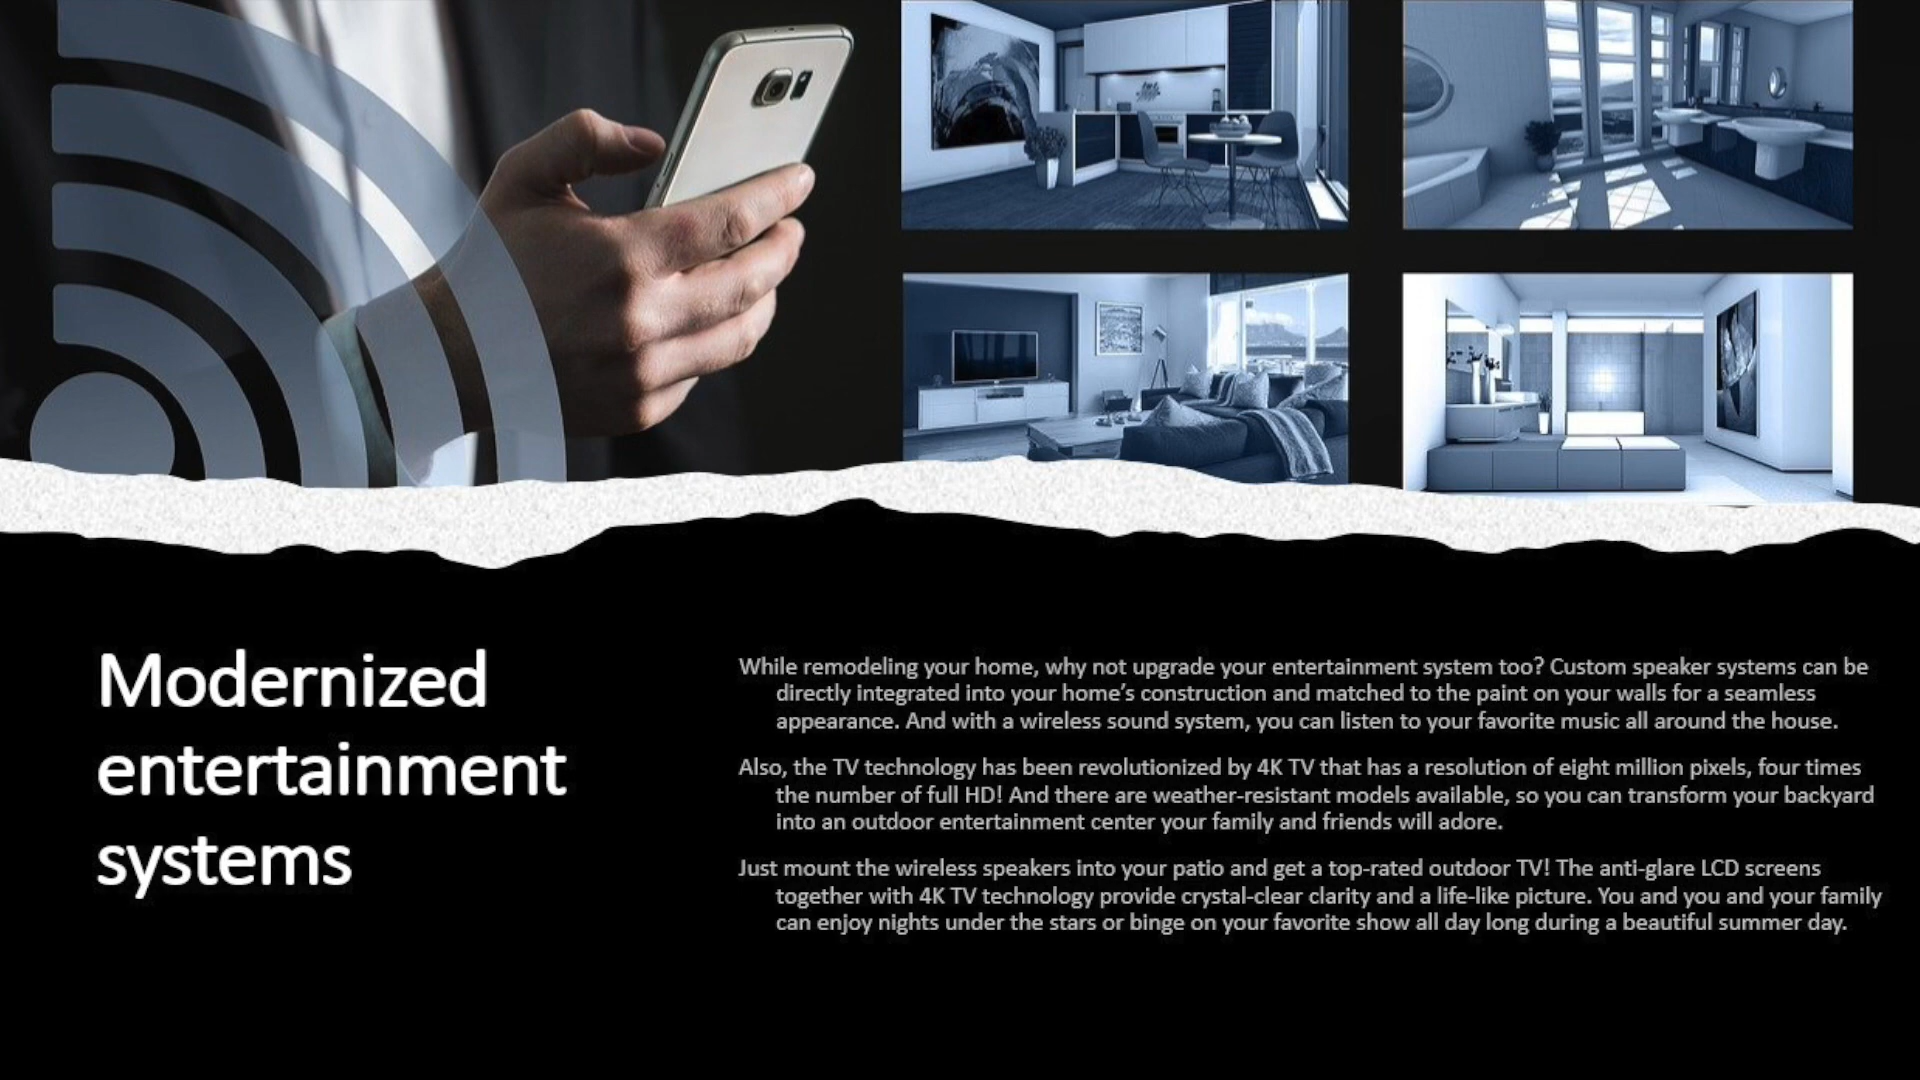 Modernized
entertainment
systems
While remodeling your home, why not upgrade your entertainment system too? Custom speaker systems can be
directly integrated into your home’s construction and matched to the paint on your walls for a seamless
appearance. And with a wireless sound system, you can listen to your favorite music all around the house.
Also, the TV technology has been revolutionized by 4K TV that has a resolution of eight million pixels, four times
the number of full HD! And there are weather-resistant models available, so you can transform your backyard
into an outdoor entertainment center your family and friends will adore.
Just mount the wireless speakers into your patio and get a top-rated outdoor TV! The anti-glare LCD screens
together with 4K TV technology provide crystal-clear clarity and a life-like picture. You and you and your family
can enjoy nights under the stars or binge on your favorite show all day long during a beautiful summer day.